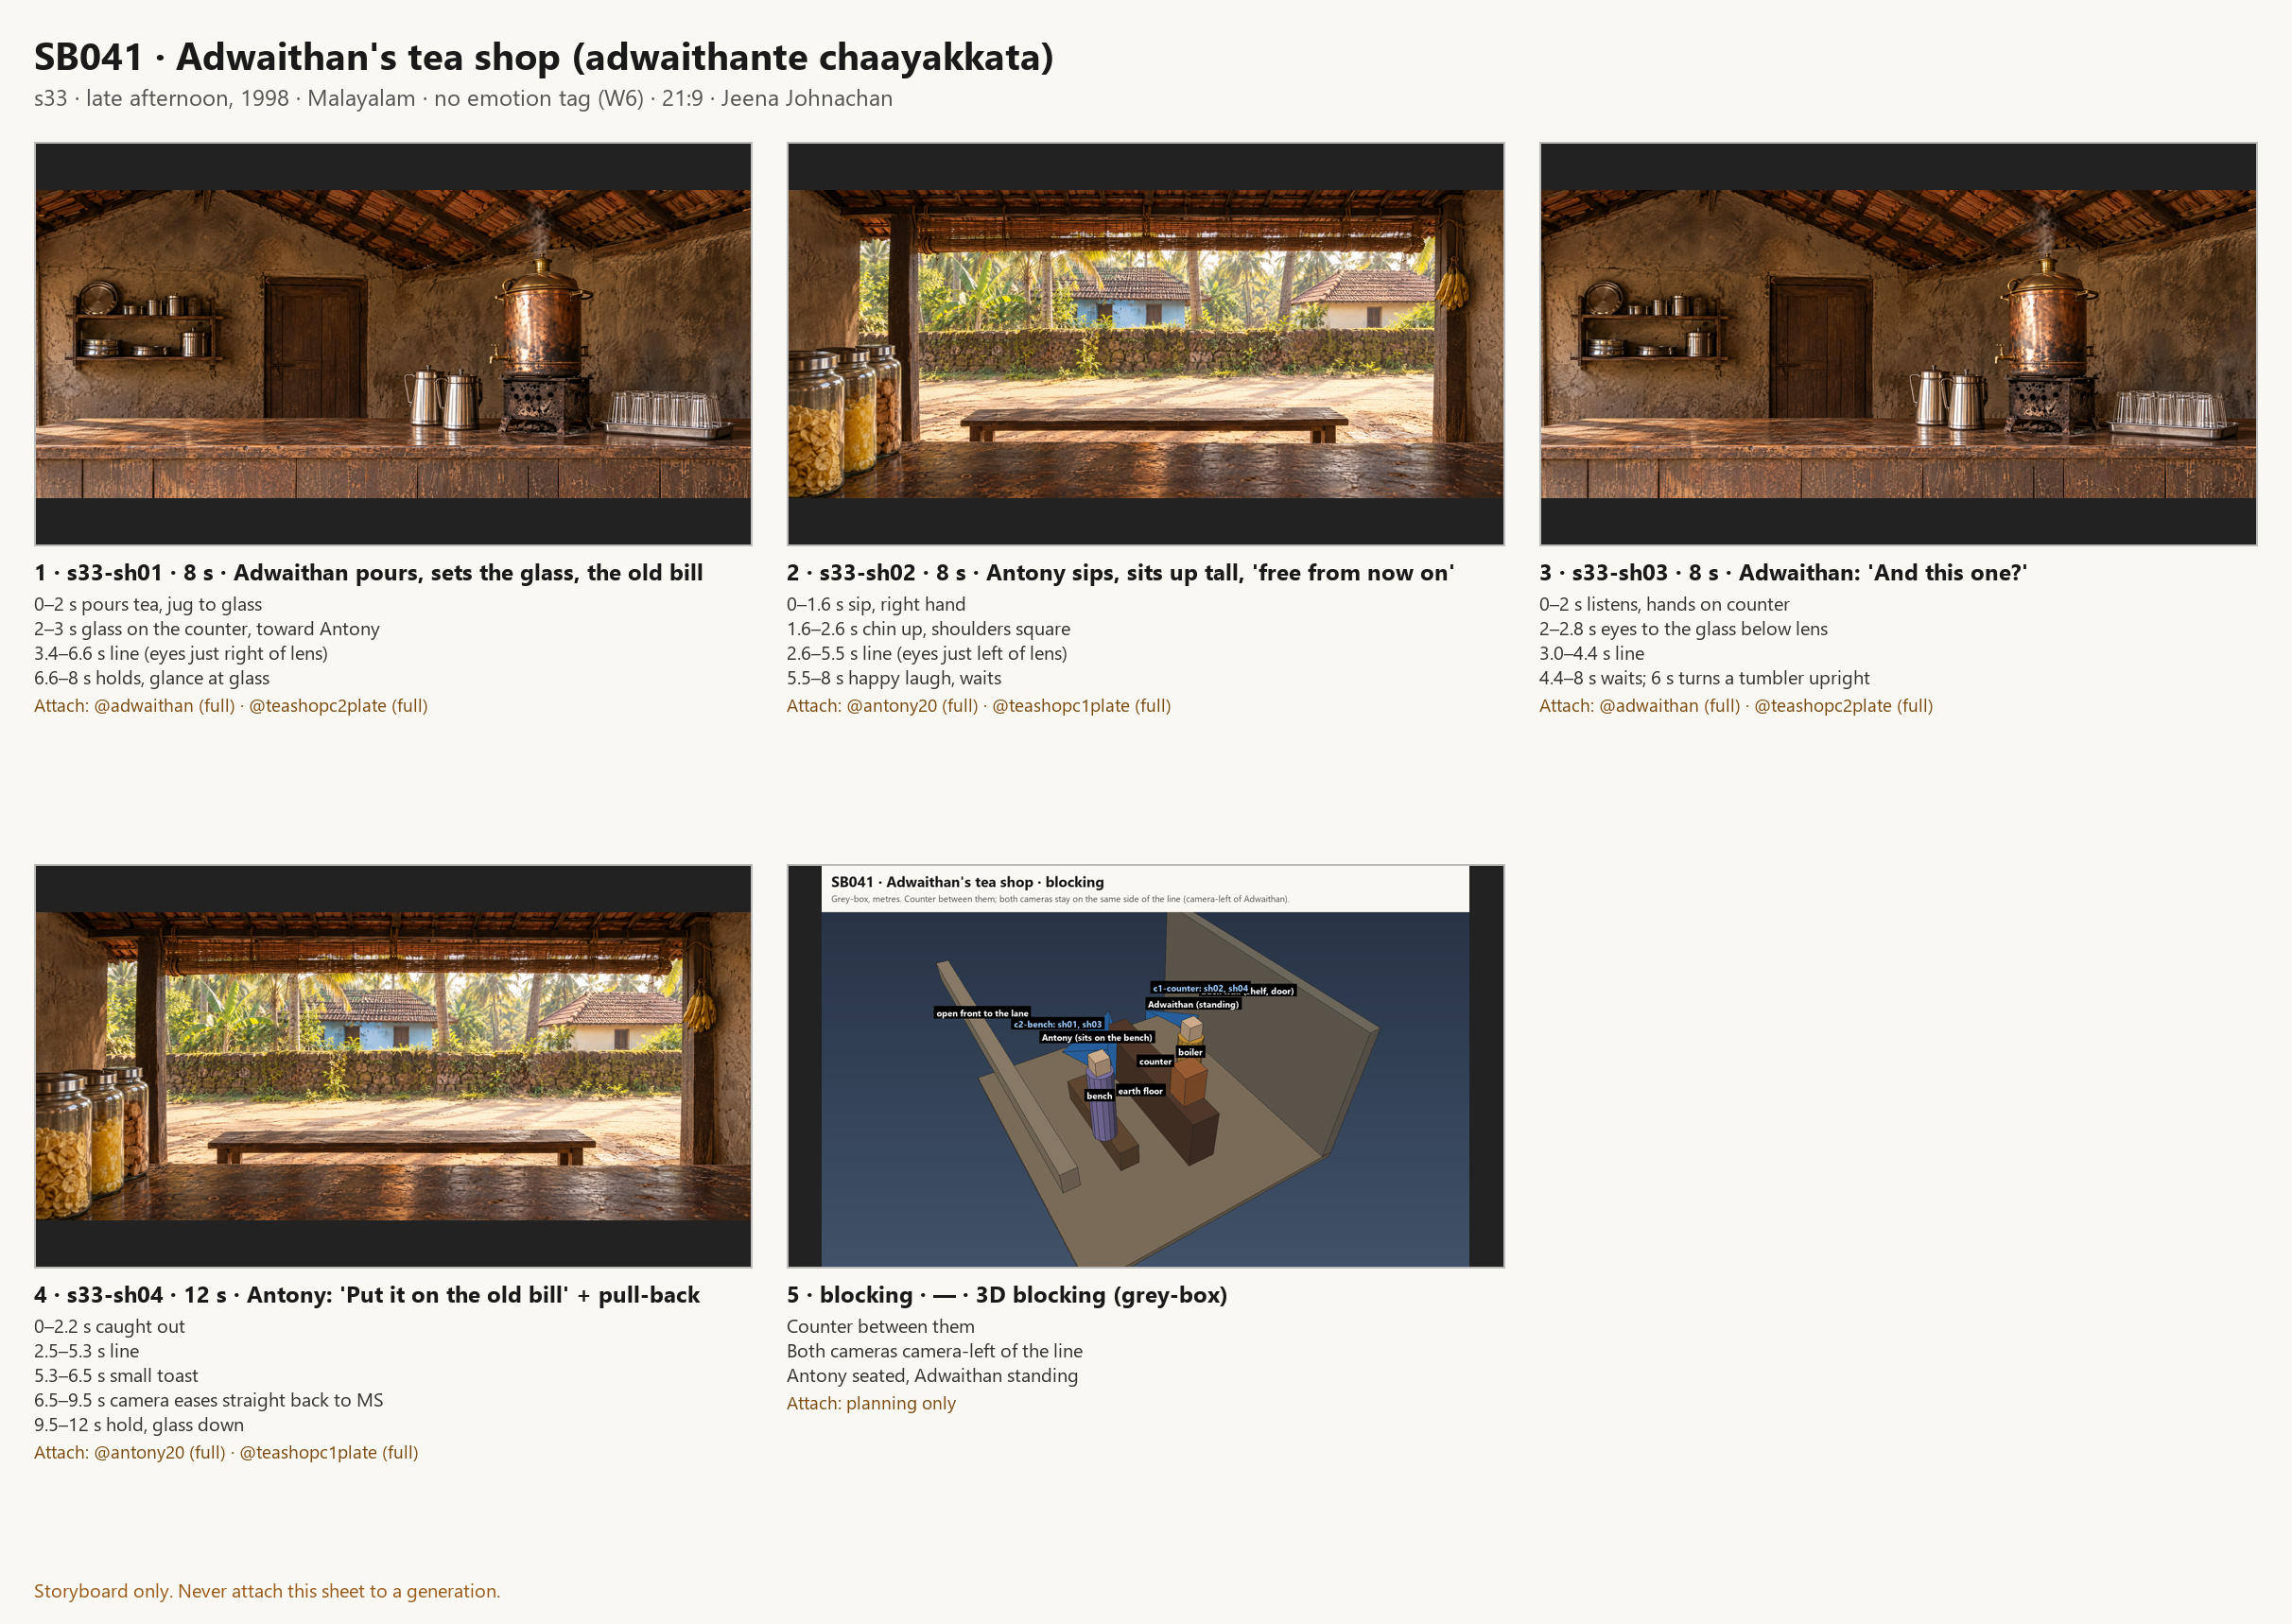 SB041 · Adwaithan's tea shop (adwaithante chaayakkata)
s33 · late afternoon, 1998 · Malayalam · no emotion tag (W6) · 21:9 · Jeena Johnachan
1 · s33-sh01 · 8 s · Adwaithan pours, sets the glass, the old bill
0–2 s pours tea, jug to glass
2–3 s glass on the counter, toward Antony
3.4–6.6 s line (eyes just right of lens)
6.6–8 s holds, glance at glass
Attach: @adwaithan (full) · @teashopc2plate (full)
2 · s33-sh02 · 8 s · Antony sips, sits up tall, 'free from now on'
0–1.6 s sip, right hand
1.6–2.6 s chin up, shoulders square
2.6–5.5 s line (eyes just left of lens)
5.5–8 s happy laugh, waits
Attach: @antony20 (full) · @teashopc1plate (full)
3 · s33-sh03 · 8 s · Adwaithan: 'And this one?'
0–2 s listens, hands on counter
2–2.8 s eyes to the glass below lens
3.0–4.4 s line
4.4–8 s waits; 6 s turns a tumbler upright
Attach: @adwaithan (full) · @teashopc2plate (full)
4 · s33-sh04 · 12 s · Antony: 'Put it on the old bill' + pull-back
0–2.2 s caught out
2.5–5.3 s line
5.3–6.5 s small toast
6.5–9.5 s camera eases straight back to MS
9.5–12 s hold, glass down
Attach: @antony20 (full) · @teashopc1plate (full)
SB041 · Adwaithan's tea shop · blocking
Grey-box, metres. Counter between them; both cameras stay on the same side of the line (camera-left of Adwaithan).
c1-counter: sh02, sh04
door)
Adwaithan (standing)
open front to the lane
c2-bench: sh01, sh03
Antony (sits on the bench)
boiler
counter
earth floor
bench
5 · blocking · — · 3D blocking (grey-box)
Counter between them
Both cameras camera-left of the line
Antony seated, Adwaithan standing
Attach: planning only
Storyboard only. Never attach this sheet to a generation.